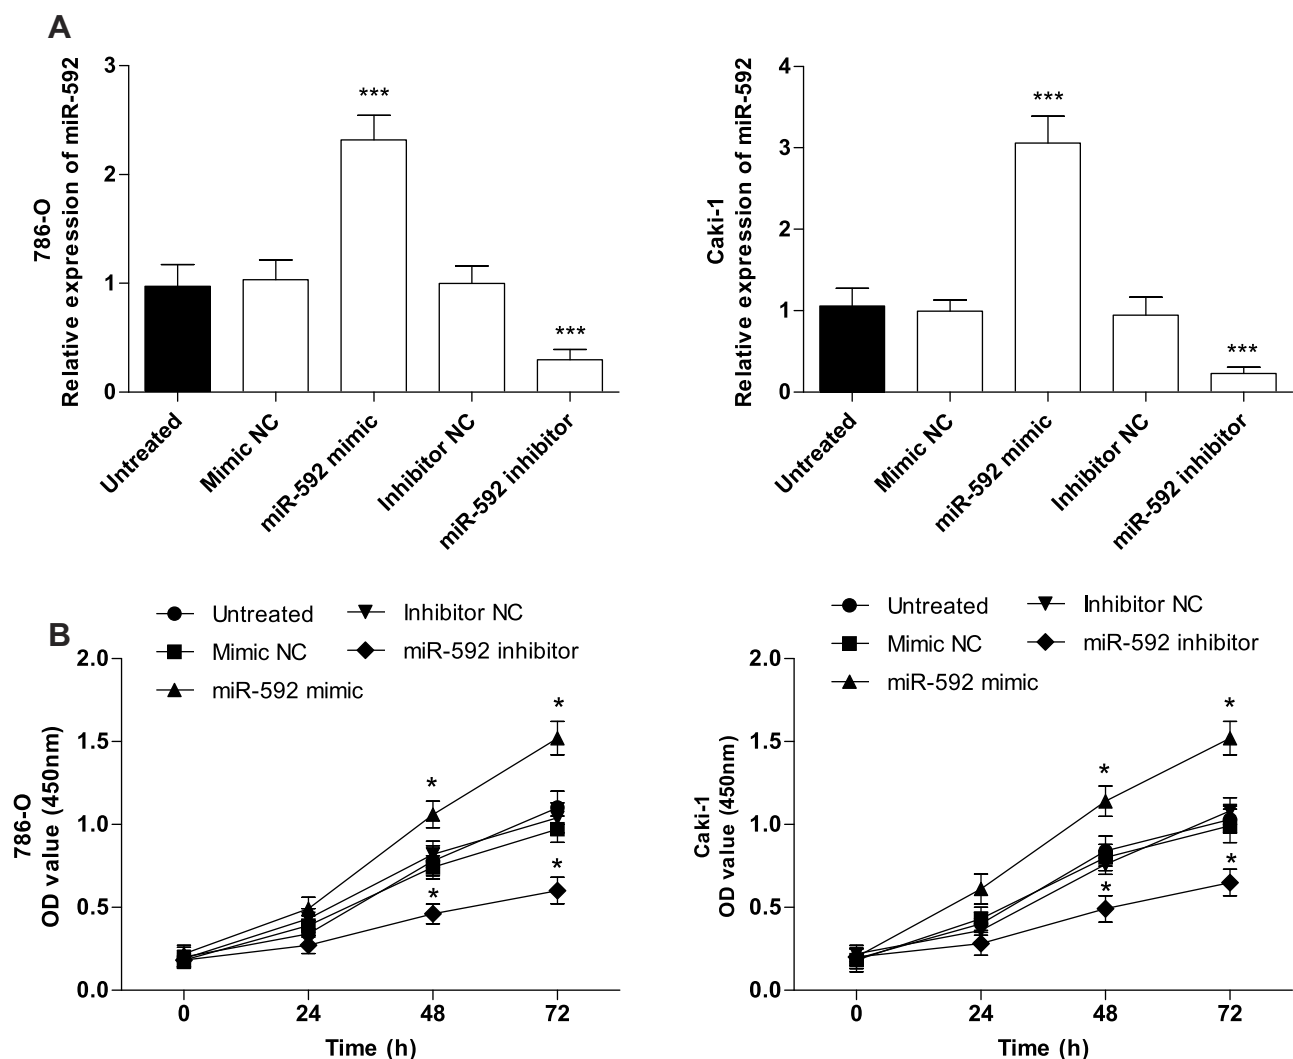 A
786-O
Relative expression of miR-592
3
2
1
0
***
***
Untreated
Mimic NC
miR-592 mimic
Inhibitor NC
miR-592 inhibitor
Caki-1
Relative expression of miR-592
4
3
2
1
0
***
***
Untreated
Mimic NC
miR-592 mimic
Inhibitor NC
miR-592 inhibitor
B
Untreated
Mimic NC
miR-592 mimic
Inhibitor NC
miR-592 inhibitor
786-O
OD value (450nm)
2.0
1.5
1.0
0.5
0.0
*
*
*
*
0
24
48
72
Time (h)
Untreated
Mimic NC
miR-592 mimic
Inhibitor NC
miR-592 inhibitor
Caki-1
OD value (450nm)
2.0
1.5
1.0
0.5
0.0
*
*
*
*
0
24
48
72
Time (h)